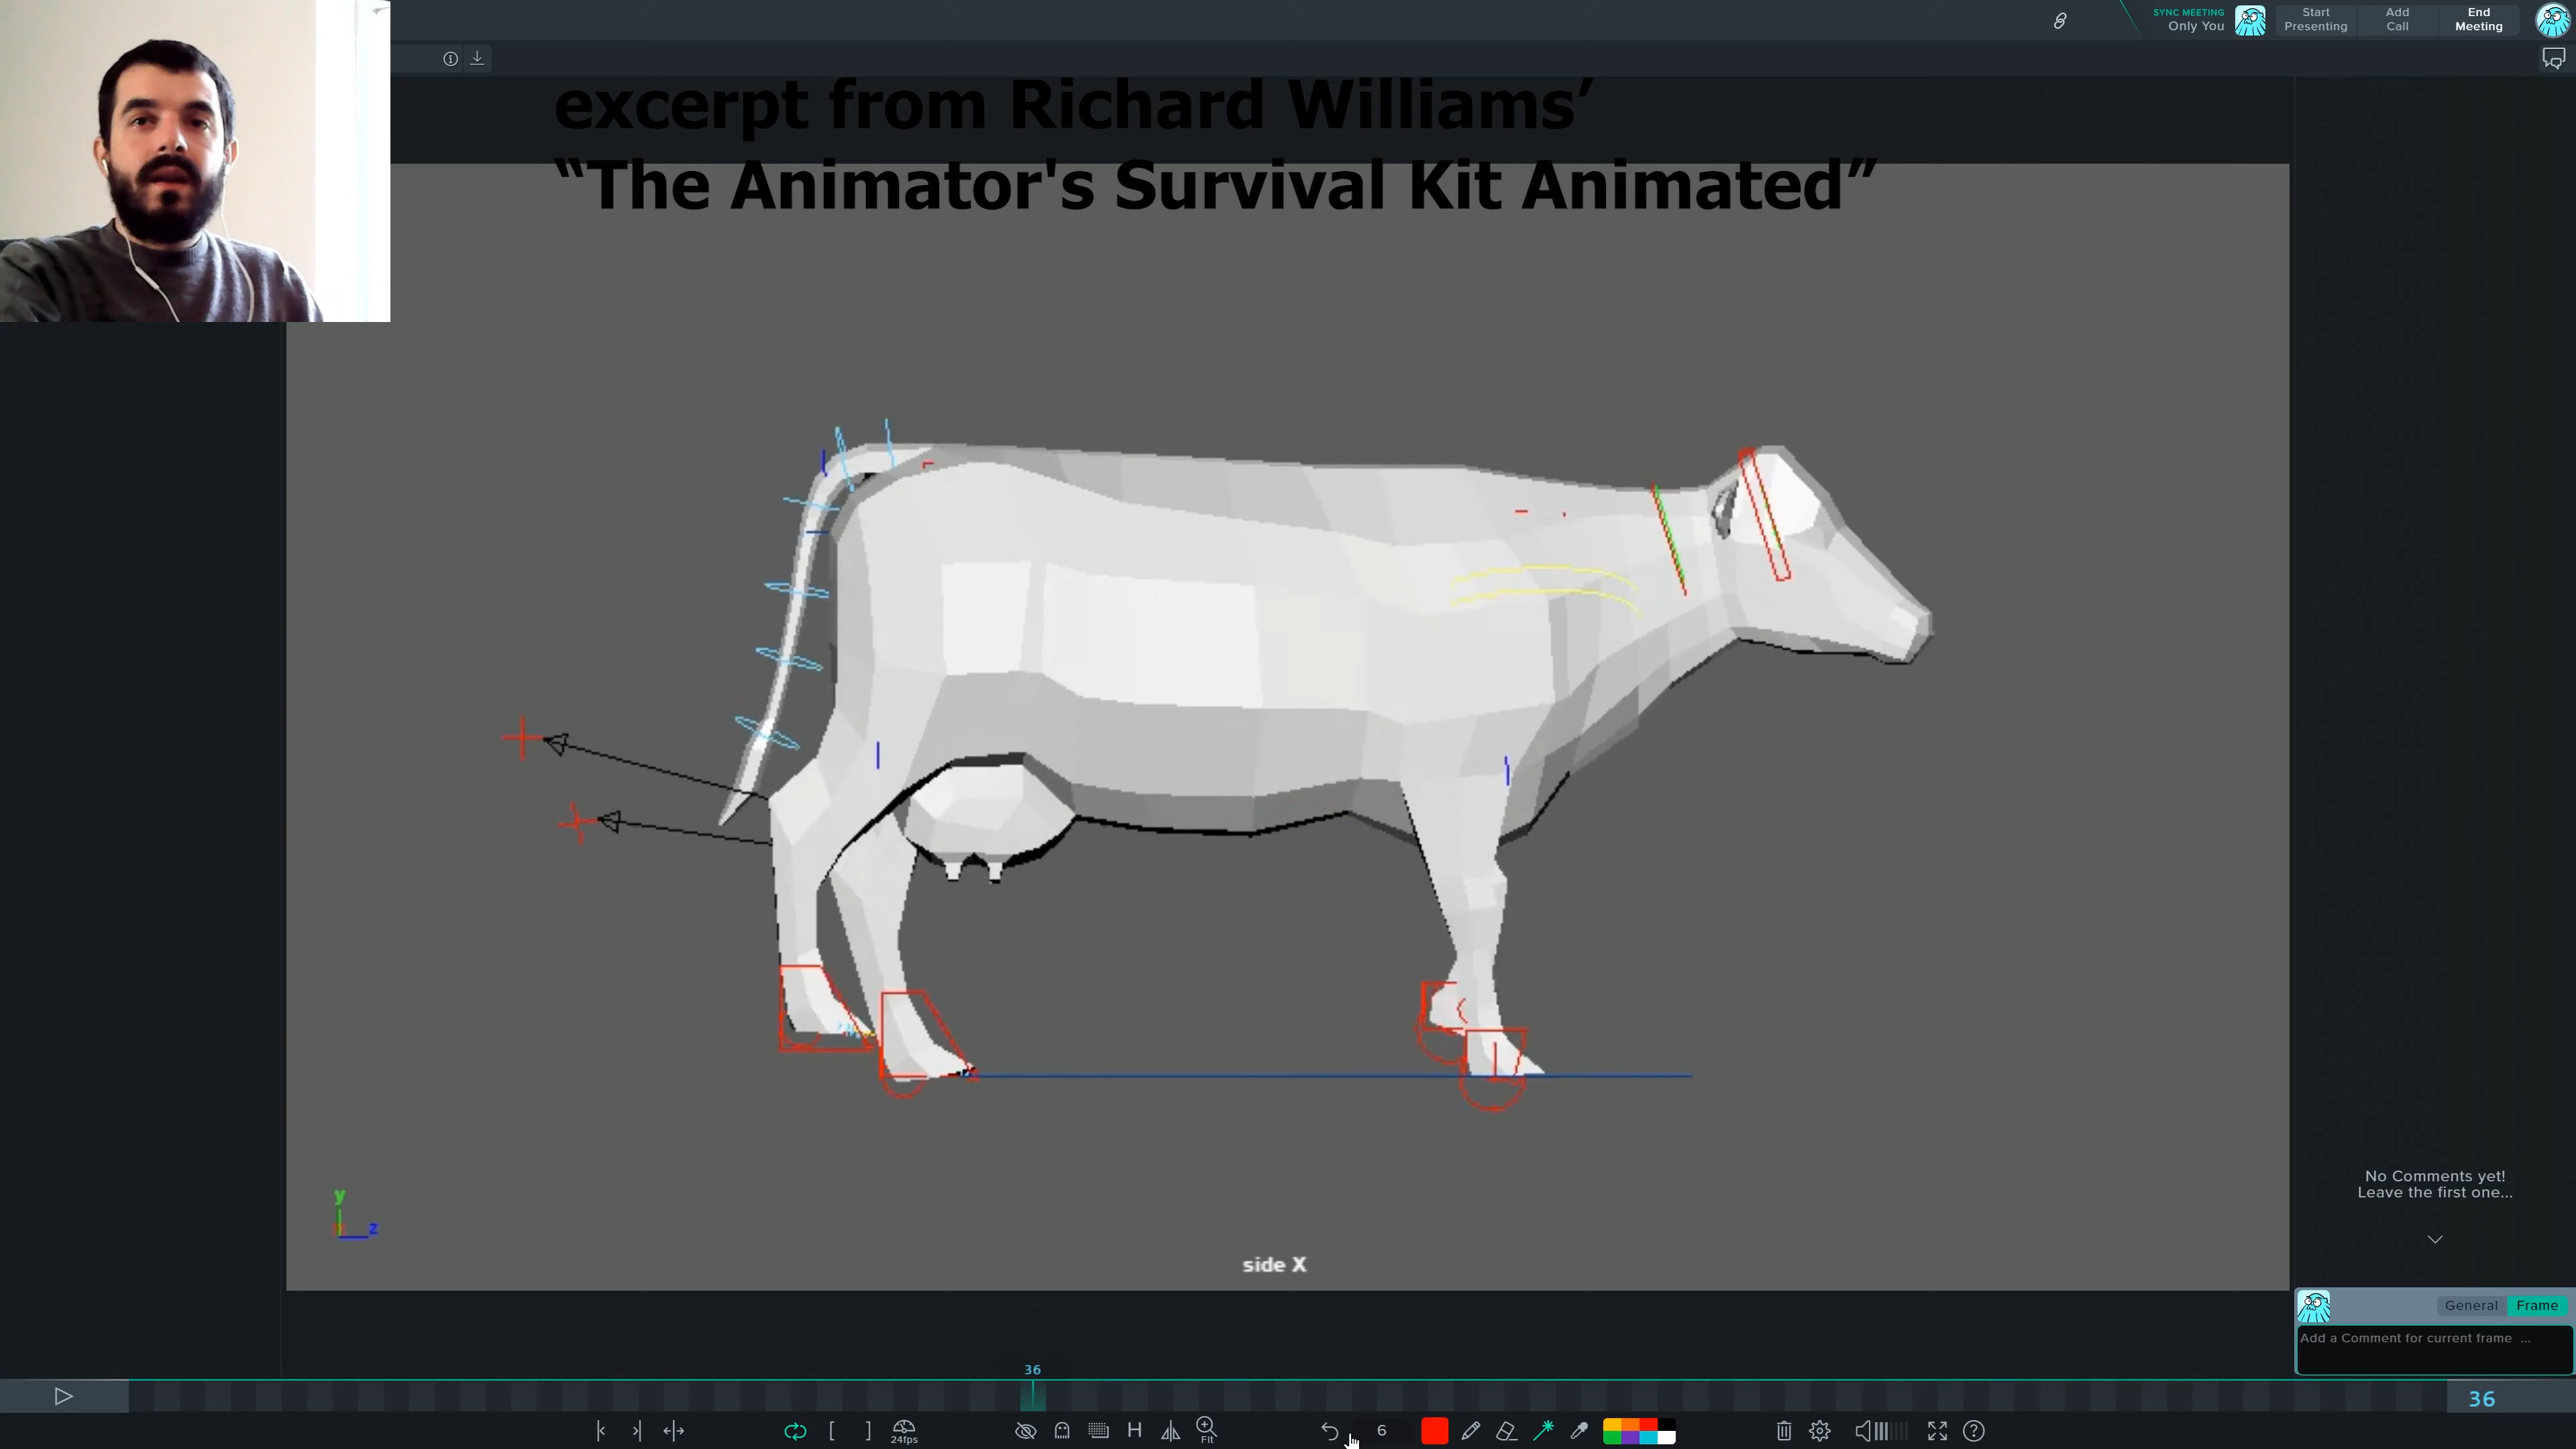 SYNC MEETING
Only You
Start
Presenting
Add
Call
End
Meeting
excerpt from Richard Williams’
“The Animator's Survival Kit Animated”
y
z
side X
No Comments yet!
Leave the first one...
General
Frame
Add a Comment for current frame ...
36
36
24fps
H
Fit
6